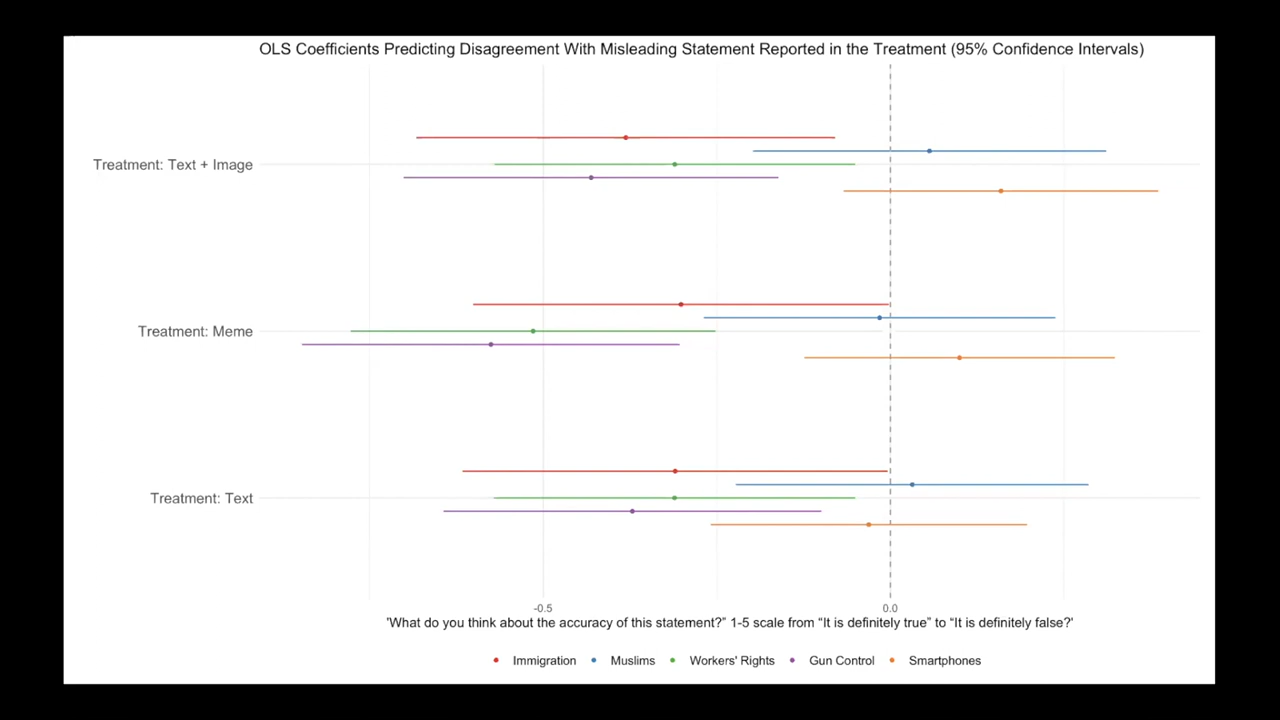 OLS Coefficients Predicting Disagreement With Misleading Statement Reported in the Treatment (95% Confidence Intervals)
Treatment: Text + Image
Treatment: Meme
Treatment: Text
-0.5 0.0
'What do you think about the accuracy of this statement?” 1-5 scale from “It is definitely true” to “It is definitely false?'
Immigration Muslims Workers' Rights Gun Control Smartphones